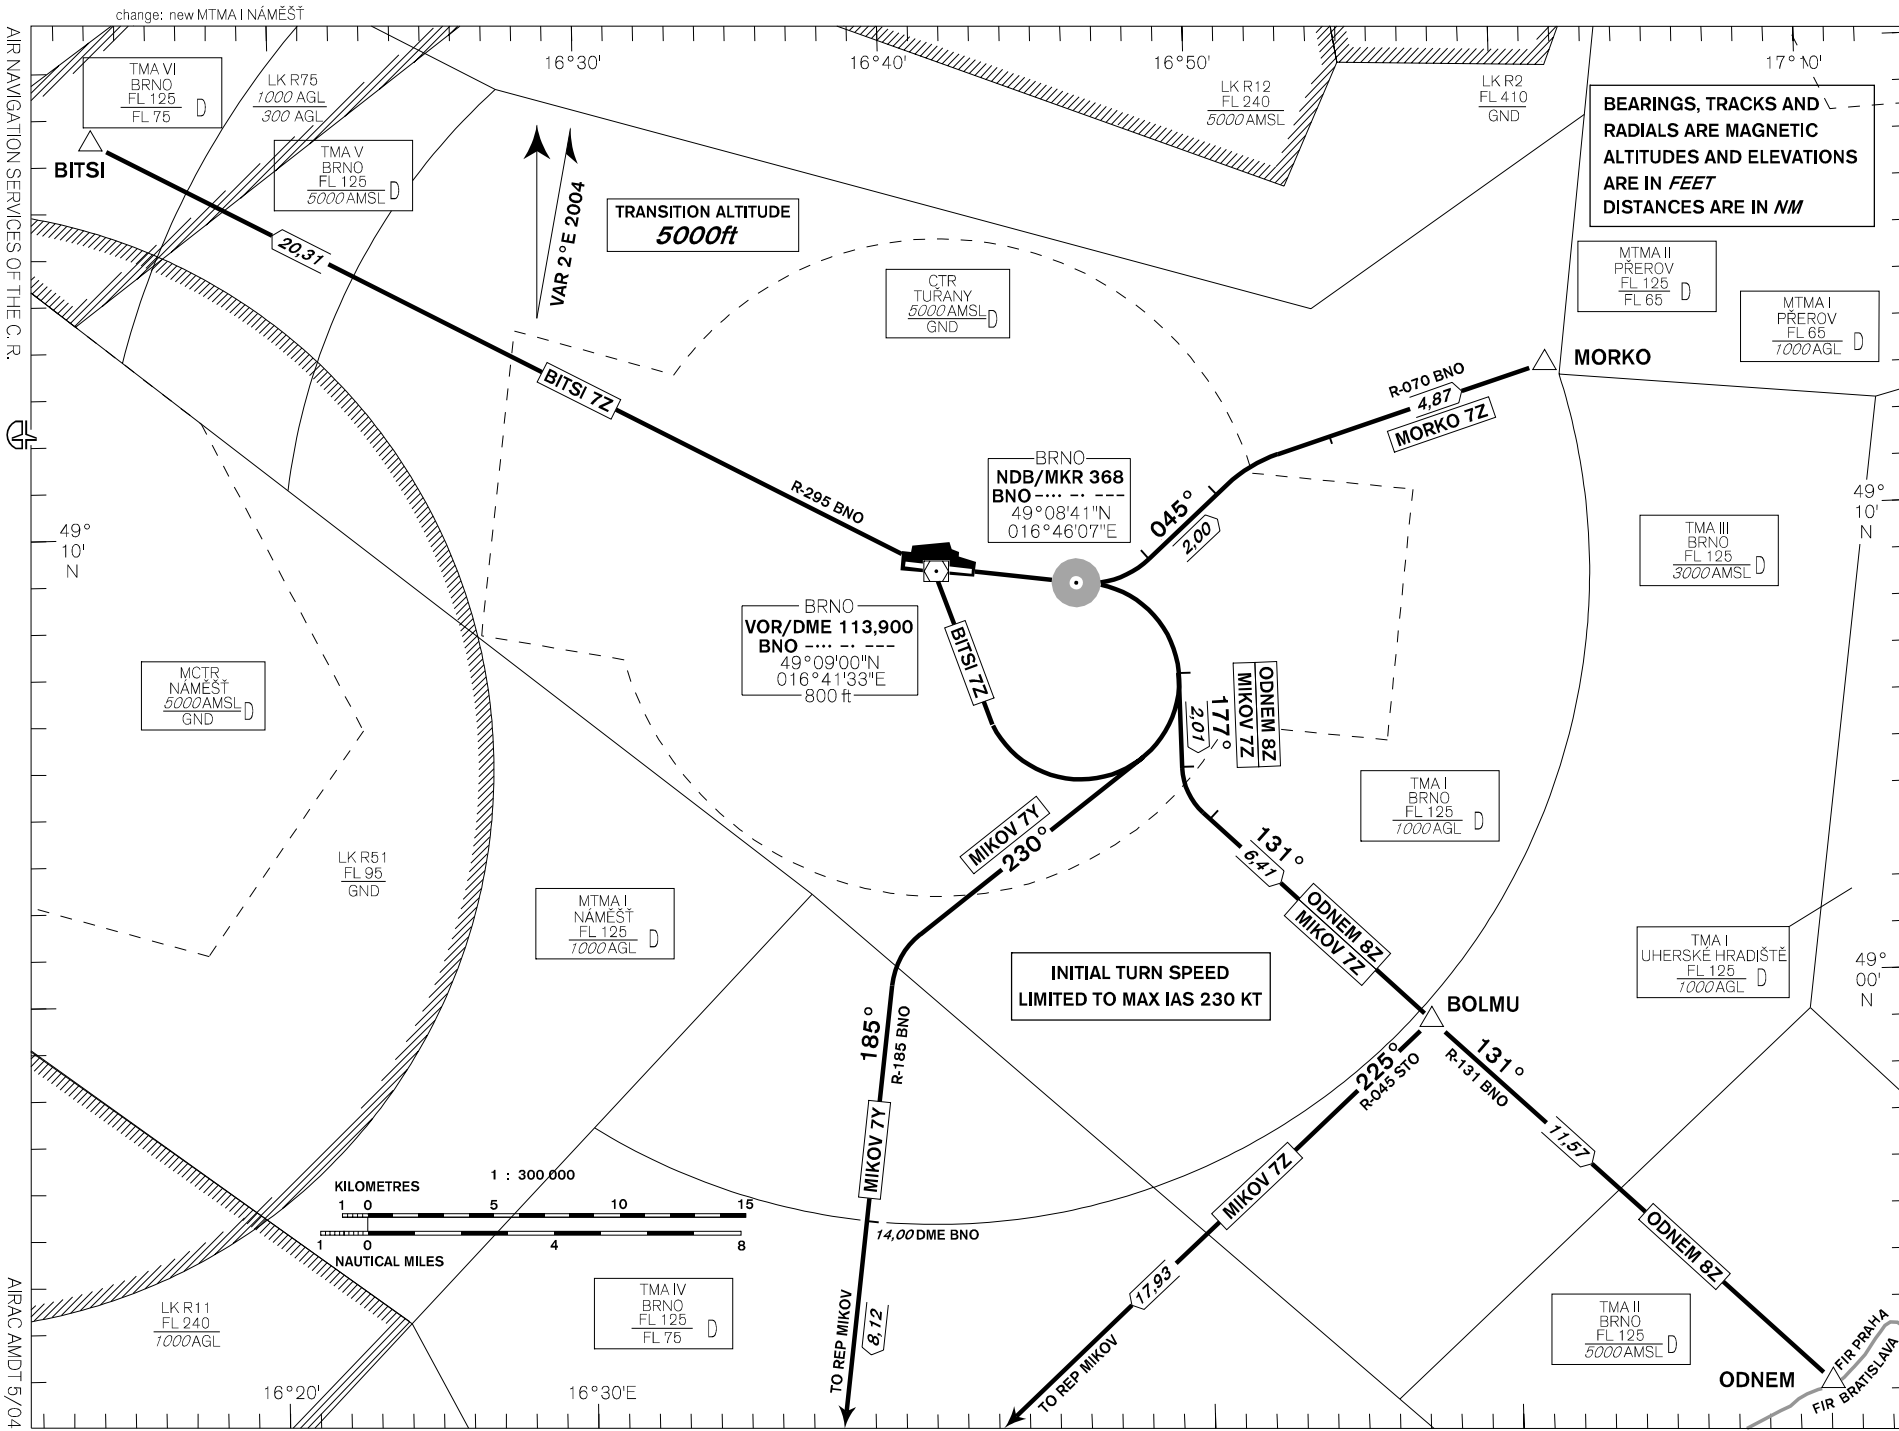 change: new MTMA I NÁMĚŠŤ
AIR NAVIGATION SERVICES OF THE C. R.
AIRAC AMDT 5/04
16°30'
16°40'
16°50'
17°10'
TMA VI
BRNO
FL 125
FL 75
D
LK R75
1000 AGL
300 AGL
BITSI
TMA V
BRNO
FL 125
5000 AMSL
D
20,31
VAR 2°E 2004
TRANSITION ALTITUDE
5000ft
LK R12
FL 240
5000 AMSL
LK R2
FL 410
GND
BEARINGS, TRACKS AND
RADIALS ARE MAGNETIC
ALTITUDES AND ELEVATIONS
ARE IN FEET
DISTANCES ARE IN NM
CTR
TUŘANY
5000 AMSL
GND
D
MTMA II
PŘEROV
FL 125
FL 65
D
MTMA I
PŘEROV
FL 65
1000 AGL
D
MORKO
R-070 BNO
4,87
MORKO 7Z
BITSI 7Z
R-295 BNO
BRNO
NDB/MKR 368
BNO -··· -· ---
49°08'41"N
016°46'07"E
045°
2,00
49°
10'
N
49°
10'
N
TMA III
BRNO
FL 125
3000 AMSL
D
BRNO
VOR/DME 113,900
BNO -··· -· ---
49°09'00"N
016°41'33"E
800 ft
BITSI 7Z
MCTR
NÁMĚŠŤ
5000 AMSL
GND
D
177°
2,01
ODNEM 8Z
MIKOV 7Z
TMA I
BRNO
FL 125
1000 AGL
D
MIKOV 7Y
230°
131°
6,41
ODNEM 8Z
MIKOV 7Z
LK R51
FL 95
GND
MTMA I
NÁMĚŠŤ
FL 125
1000 AGL
D
INITIAL TURN SPEED
LIMITED TO MAX IAS 230 KT
TMA I
UHERSKÉ HRADIŠTĚ
FL 125
1000 AGL
D
49°
00'
N
BOLMU
185°
R-185 BNO
225°
R-045 STO
131°
R-131 BNO
11,57
MIKOV 7Y
MIKOV 7Z
ODNEM 8Z
1 : 300 000
KILOMETRES
1 0 5 10 15
1 0 4 8
NAUTICAL MILES
14,00 DME BNO
17,93
8,12
TO REP MIKOV
TO REP MIKOV
LK R11
FL 240
1000 AGL
TMA IV
BRNO
FL 125
FL 75
D
TMA II
BRNO
FL 125
5000 AMSL
D
ODNEM
FIR PRAHA
FIR BRATISLAVA
16°20'
16°30'E